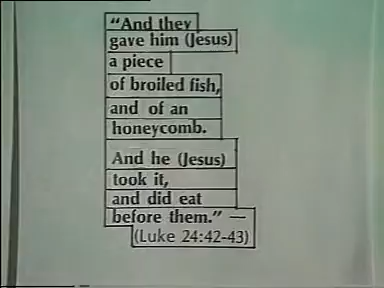 “And they
gave him (Jesus)
a piece
of broiled fish,
and of an
honeycomb.
And he (Jesus)
took it,
and did eat
before them.” —
(Luke 24:42-43)